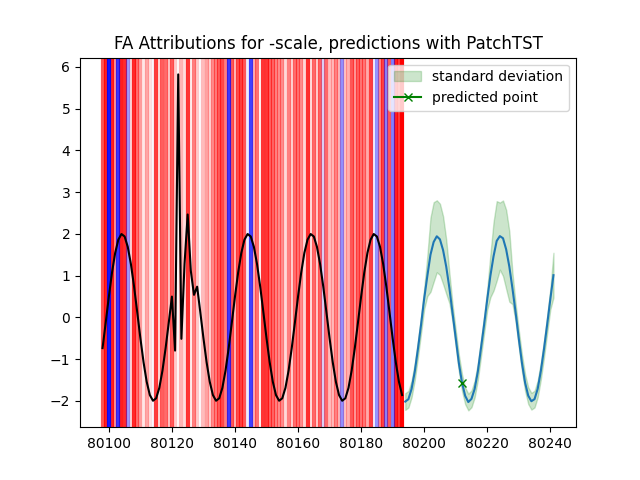 FA Attributions for -scale, predictions with PatchTST
standard deviation
predicted point
6
5
4
3
2
1
0
−1
−2
80100 80120 80140 80160 80180 80200 80220 80240